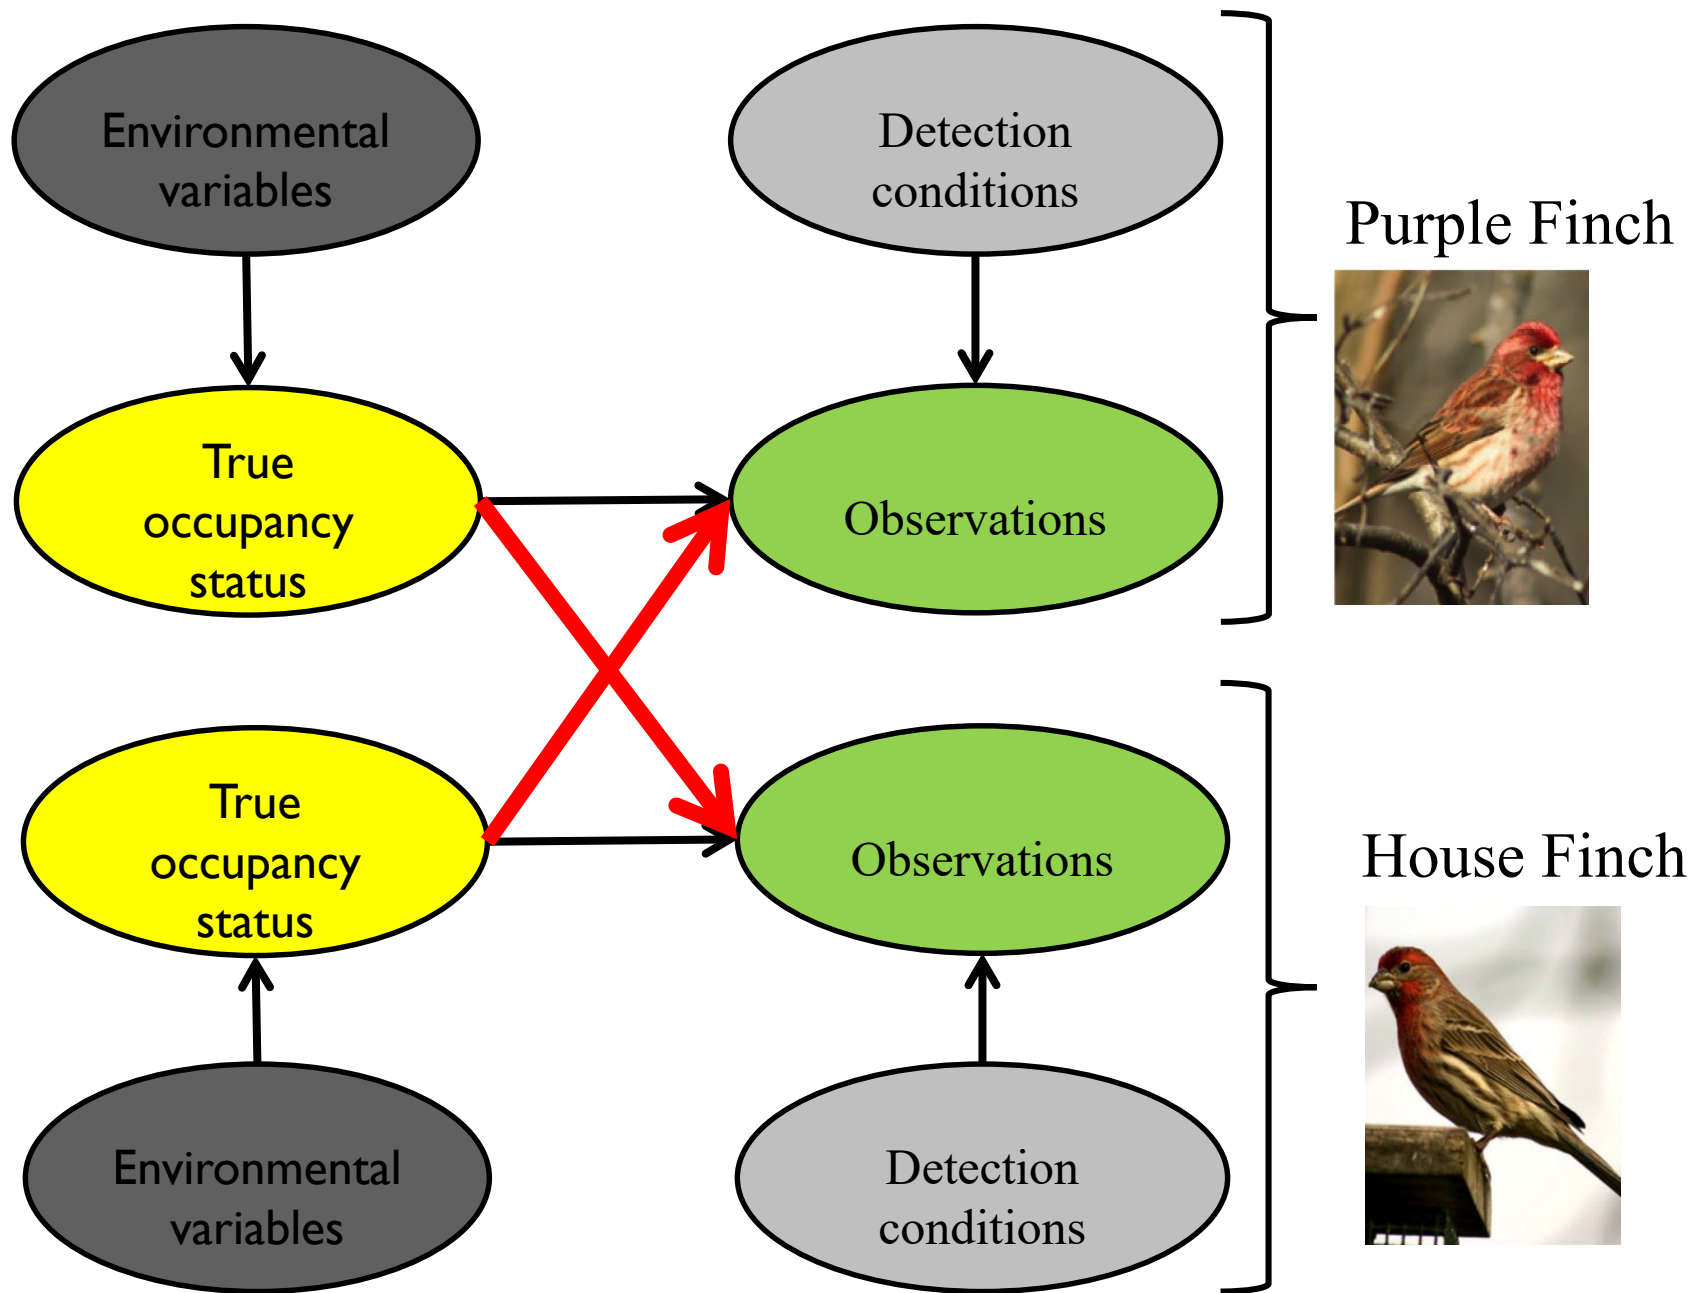 Environmental
variables
Detection
conditions
Purple Finch
True
occupancy
status
Observations
True
occupancy
status
Observations
House Finch
Environmental
variables
Detection
conditions